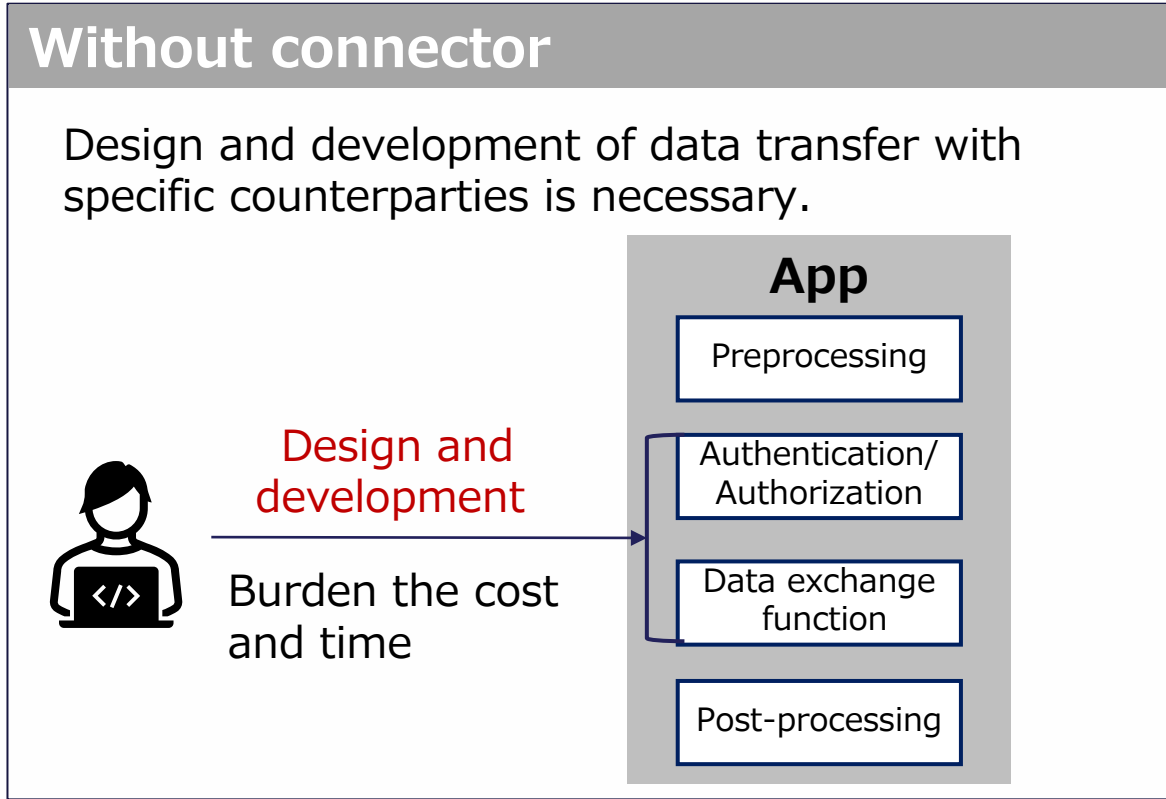 Without connector
Design and development of data transfer with
specific counterparties is necessary.
App
Preprocessing
Design and
development
Authentication/
Authorization
</>
Burden the cost
and time
Data exchange
function
Post-processing